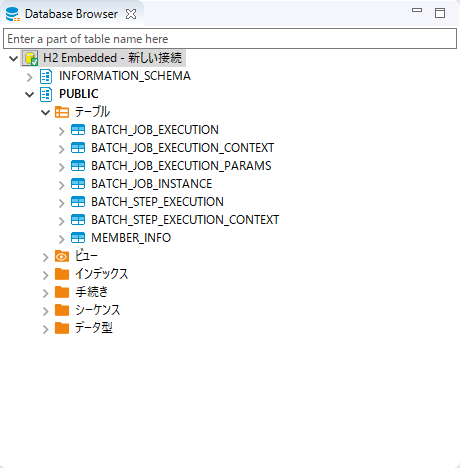 Database Browser
Enter a part of table name here
H2 Embedded - 新しい接続
INFORMATION_SCHEMA
PUBLIC
テーブル
BATCH_JOB_EXECUTION
BATCH_JOB_EXECUTION_CONTEXT
BATCH_JOB_EXECUTION_PARAMS
BATCH_JOB_INSTANCE
BATCH_STEP_EXECUTION
BATCH_STEP_EXECUTION_CONTEXT
MEMBER_INFO
ビュー
インデックス
手続き
シーケンス
データ型